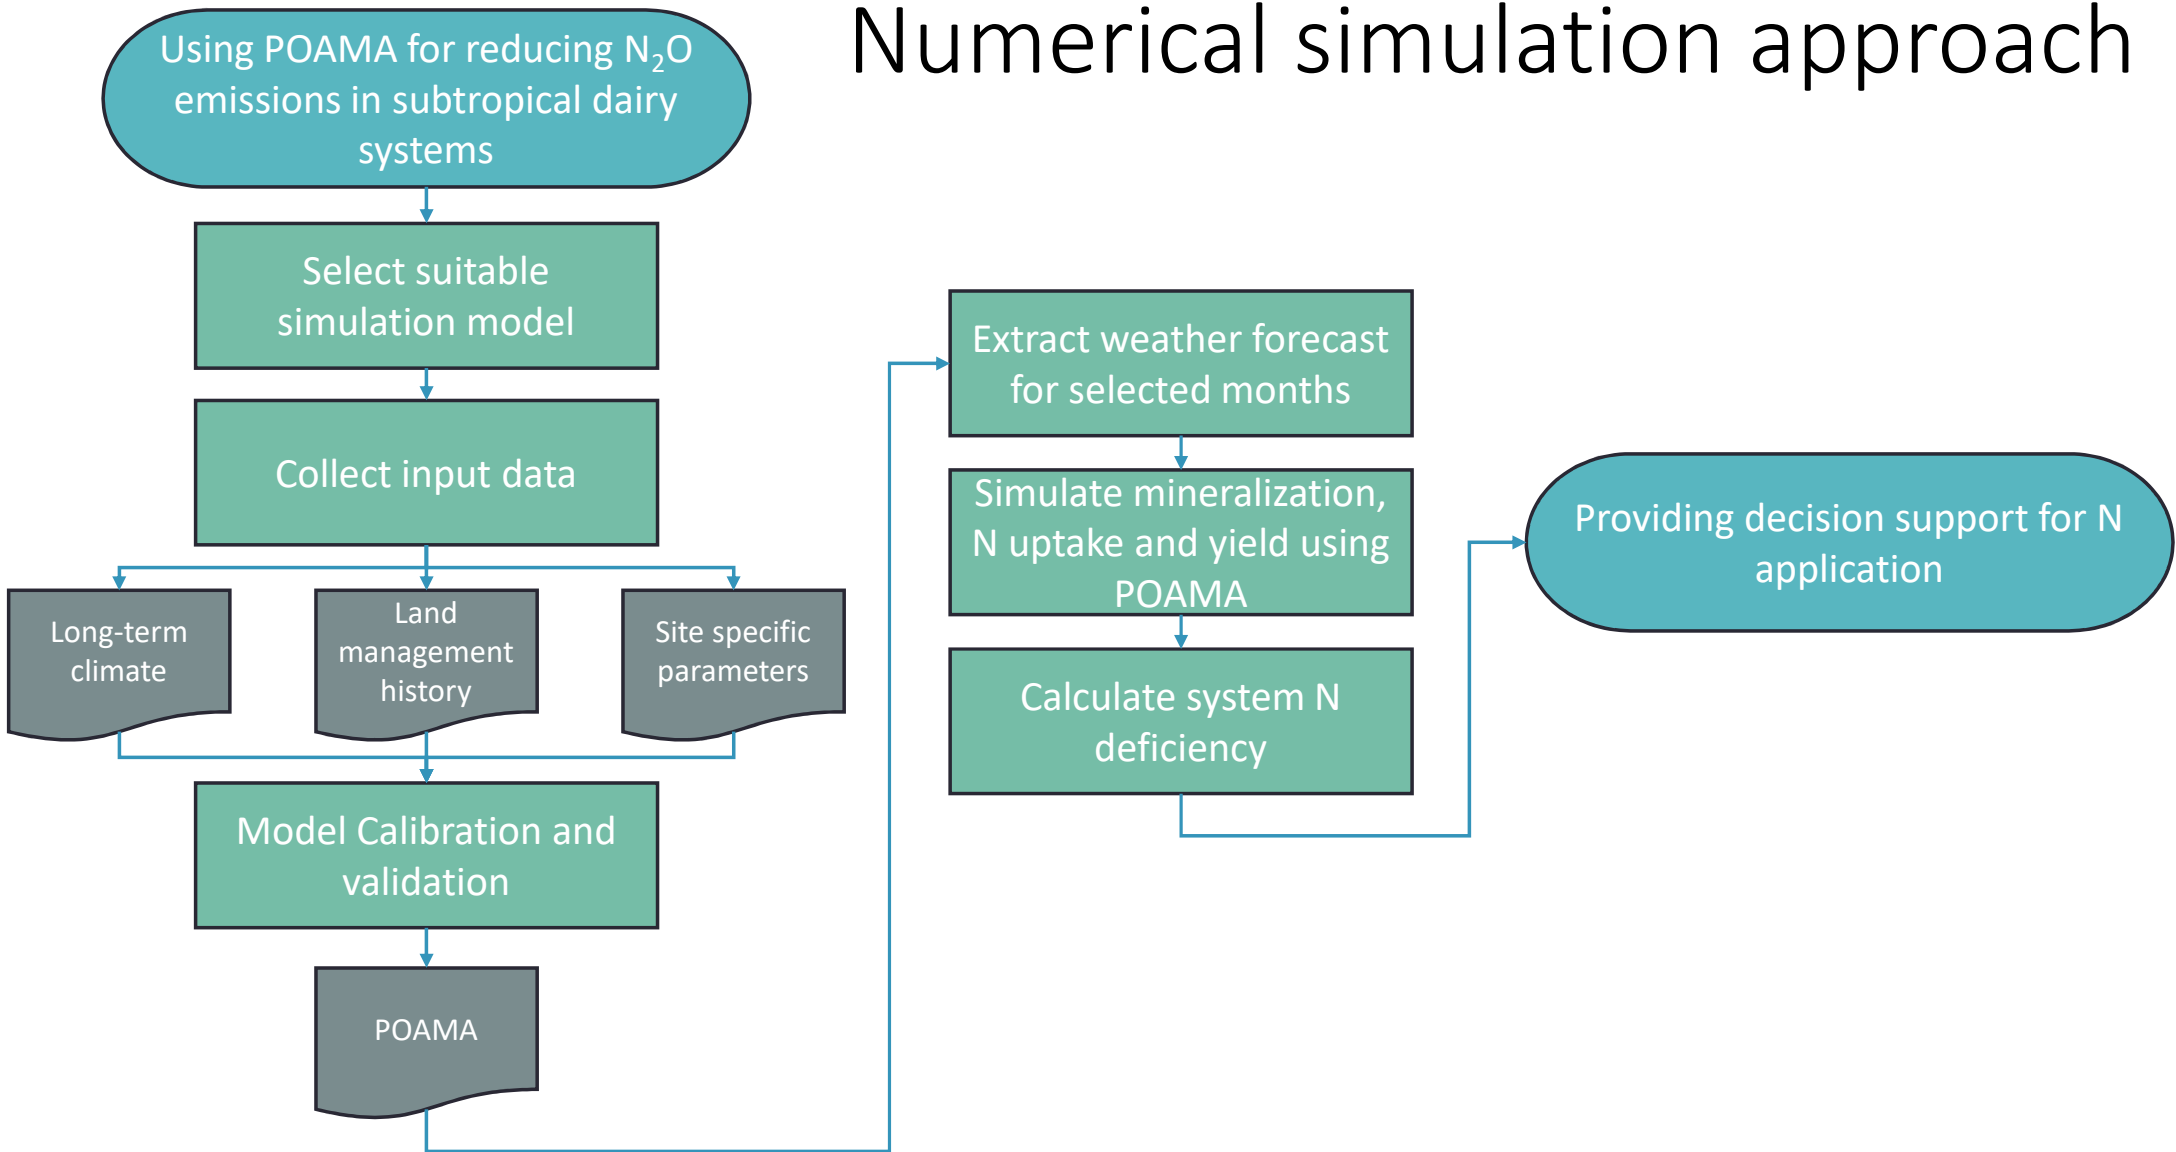 Numerical simulation approach
Using POAMA for reducing N₂O
emissions in subtropical dairy
systems
Select suitable
simulation model
Collect input data
Long-term
climate
Land
management
history
Site specific
parameters
Model Calibration and
validation
POAMA
Extract weather forecast
for selected months
Simulate mineralization,
N uptake and yield using
POAMA
Calculate system N
deficiency
Providing decision support for N
application